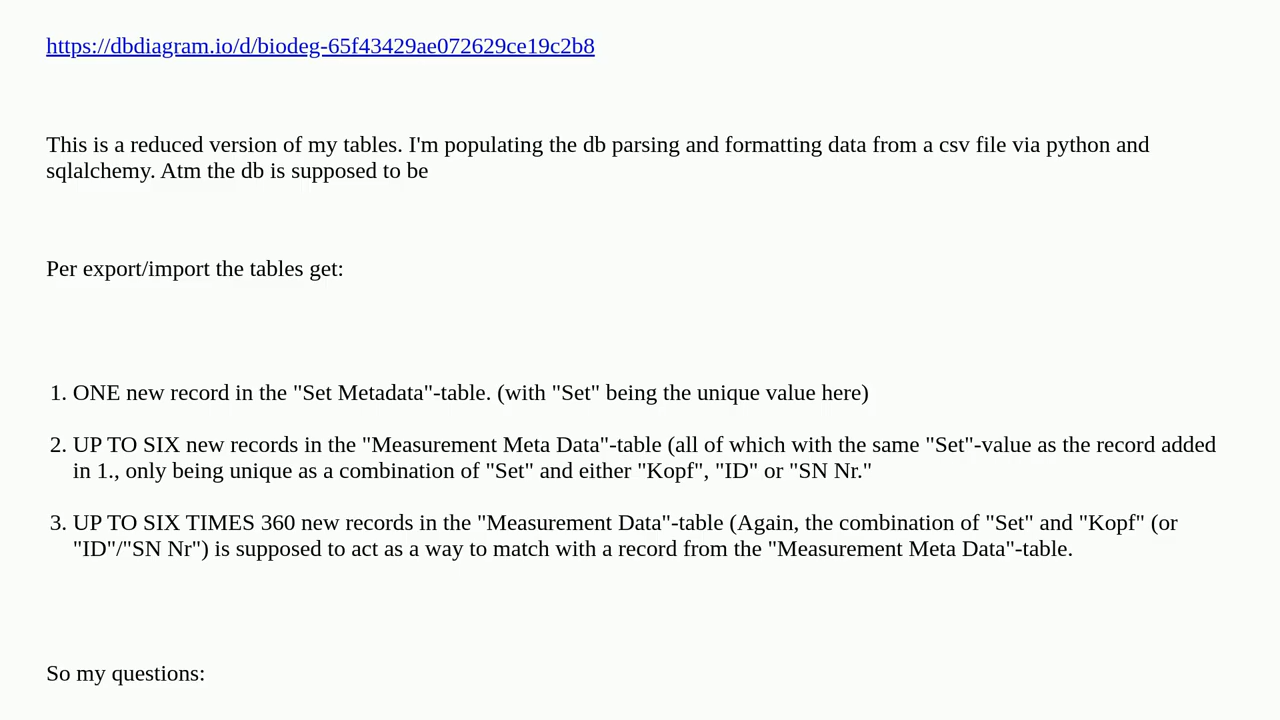 https://dbdiagram.io/d/biodeg-65f43429ae072629ce19c2b8
This is a reduced version of my tables. I'm populating the db parsing and formatting data from a csv file via python and
sqlalchemy. Atm the db is supposed to be
Per export/import the tables get:
1. ONE new record in the "Set Metadata"-table. (with "Set" being the unique value here)
2. UP TO SIX new records in the "Measurement Meta Data"-table (all of which with the same "Set"-value as the record added
in 1., only being unique as a combination of "Set" and either "Kopf", "ID" or "SN Nr."
3. UP TO SIX TIMES 360 new records in the "Measurement Data"-table (Again, the combination of "Set" and "Kopf" (or
"ID"/"SN Nr") is supposed to act as a way to match with a record from the "Measurement Meta Data"-table.
So my questions: